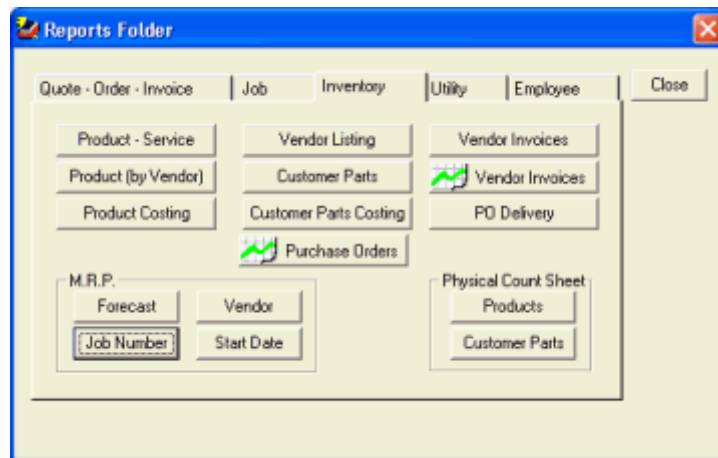 Reports Folder
Quote - Order - Invoice Job Inventory Utility Employee Close
Product - Service Vendor Listing Vendor Invoices
Product (by Vendor) Customer Parts Vendor Invoices
Product Costing Customer Parts Costing PO Delivery
Purchase Orders
M.R.P. Physical Count Sheet
Forecast Vendor Products
Job Number Start Date Customer Parts